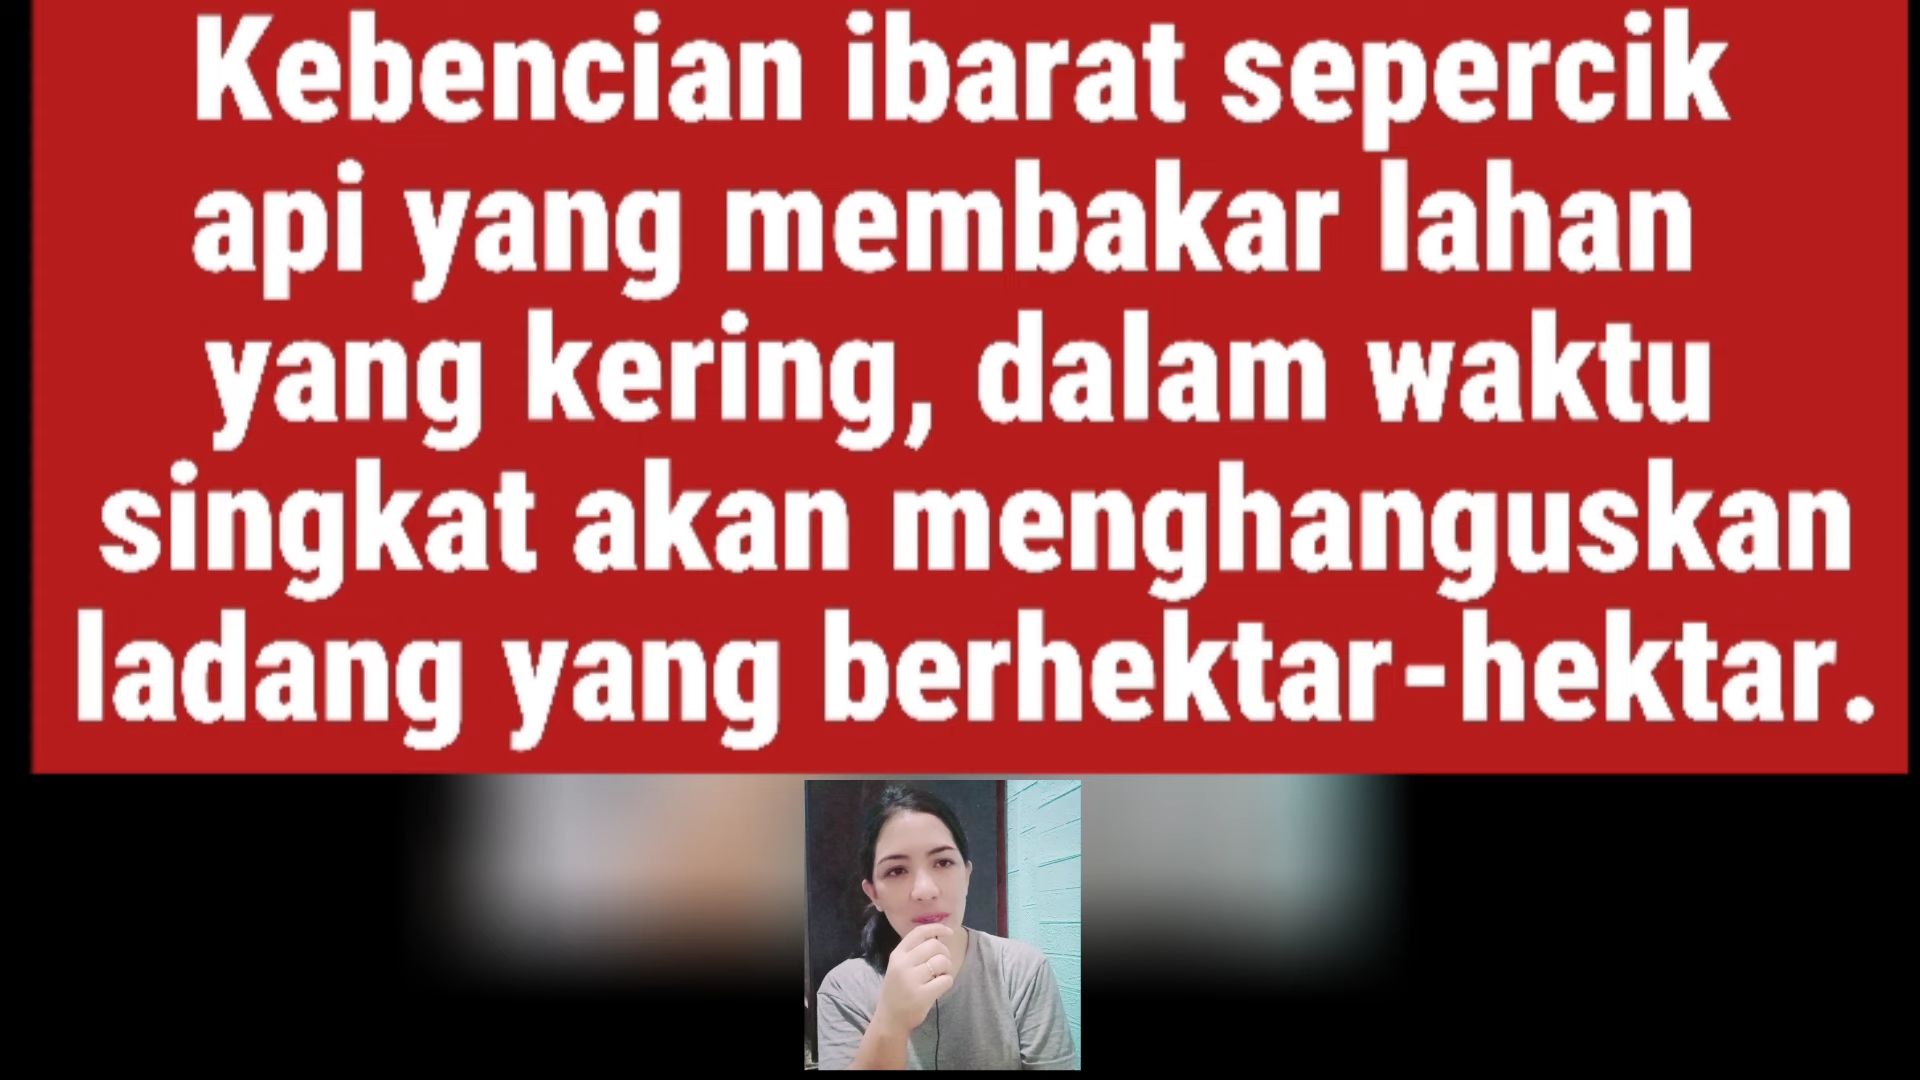 Kebencian ibarat sepercik
api yang membakar lahan
yang kering, dalam waktu
singkat akan menghanguskan
ladang yang berhektar-hektar.